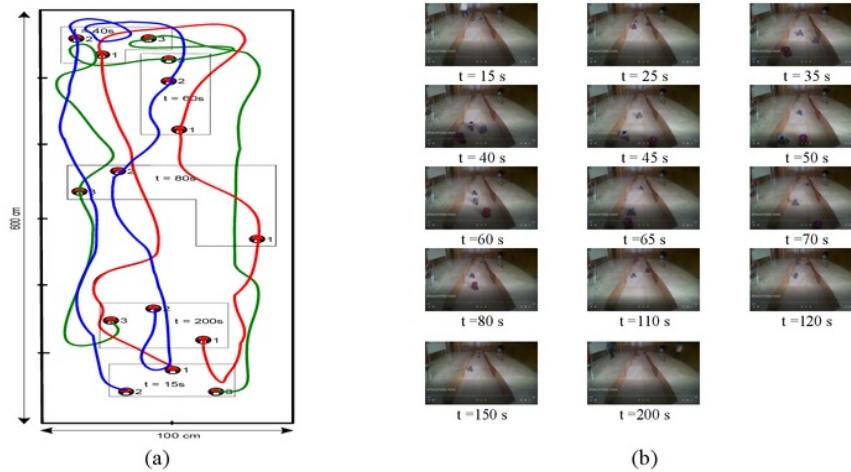 t = 40s
2
3
1
3
2
t = 60s
1
2
t = 80s
3
1
2
3
t = 200s
1
1
t = 15s
2
3
600 cm
100 cm
(a)
t = 15 s
t = 25 s
t = 35 s
t = 40 s
t = 45 s
t = 50 s
t =60 s
t = 65 s
t = 70 s
t =80 s
t =110 s
t =120 s
t =150 s
t =200 s
(b)